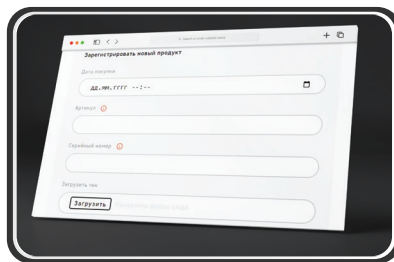 Зарегистрировать новый продукт
Дата покупки
дд.мм.гггг --:--
Артикул
Серийный номер
Загрузить чек
Загрузить